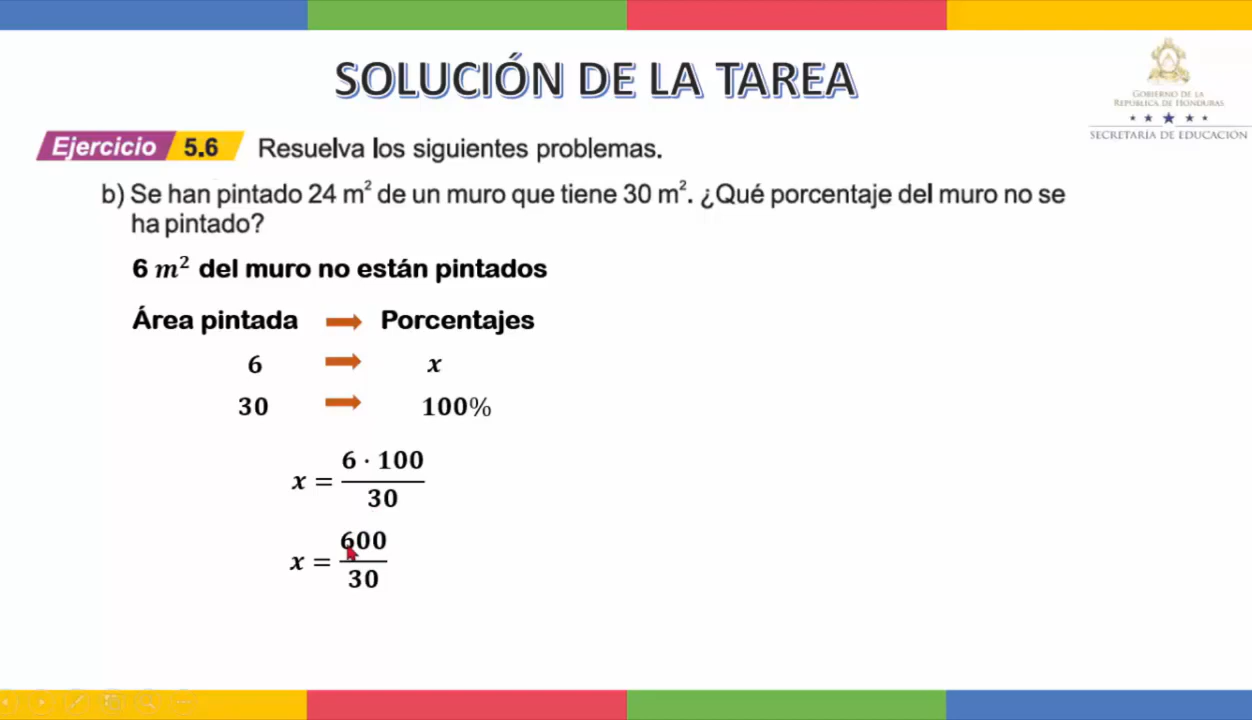 SOLUCIÓN DE LA TAREA
GOBIERNO DE LA
REPÚBLICA DE HONDURAS
SECRETARÍA DE EDUCACIÓN
Ejercicio 5.6 Resuelva los siguientes problemas.
b) Se han pintado 24 m² de un muro que tiene 30 m². ¿Qué porcentaje del muro no se
ha pintado?
6 m² del muro no están pintados
Área pintada ➡ Porcentajes
6 ➡ x
30 ➡ 100%
x = 6 · 100 / 30
x = 600 / 30